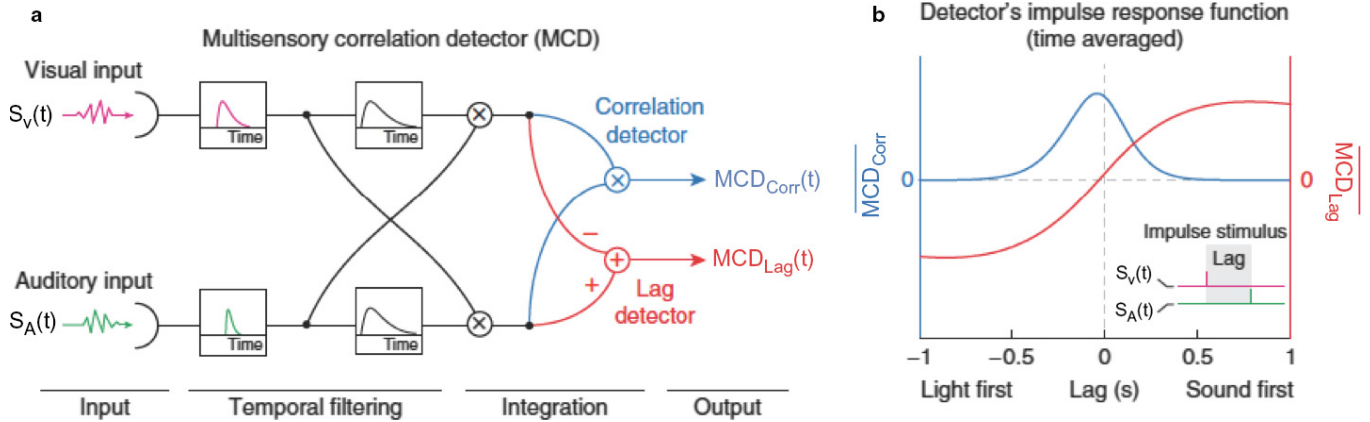 a
Multisensory correlation detector (MCD)
Visual input
S_V(t)
Time
Time
×
Correlation
detector
×
MCD_Corr(t)
−
+
MCD_Lag(t)
+
Lag
detector
Auditory input
S_A(t)
Time
Time
×
Input
Temporal filtering
Integration
Output
b
Detector's impulse response function
(time averaged)
MCD_Corr
0
0
MCD_Lag
Impulse stimulus
Lag
S_V(t)
S_A(t)
−1
−0.5
0
0.5
1
Light first
Lag (s)
Sound first